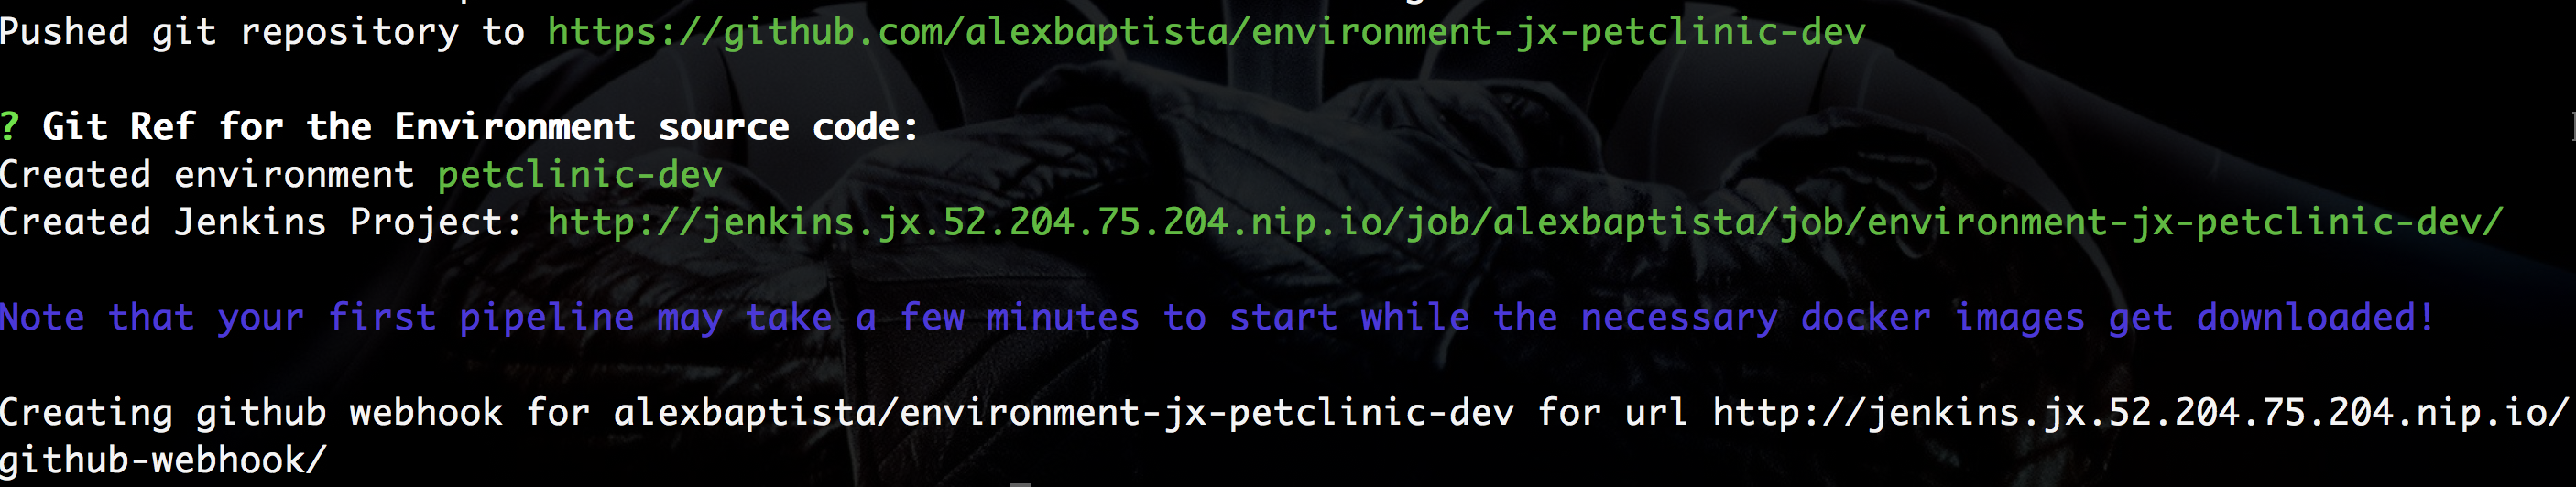 Pushed git repository to https://github.com/alexbaptista/environment-jx-petclinic-dev
? Git Ref for the Environment source code:
Created environment petclinic-dev
Created Jenkins Project: http://jenkins.jx.52.204.75.204.nip.io/job/alexbaptista/job/environment-jx-petclinic-dev/
Note that your first pipeline may take a few minutes to start while the necessary docker images get downloaded!
Creating github webhook for alexbaptista/environment-jx-petclinic-dev for url http://jenkins.jx.52.204.75.204.nip.io/
github-webhook/